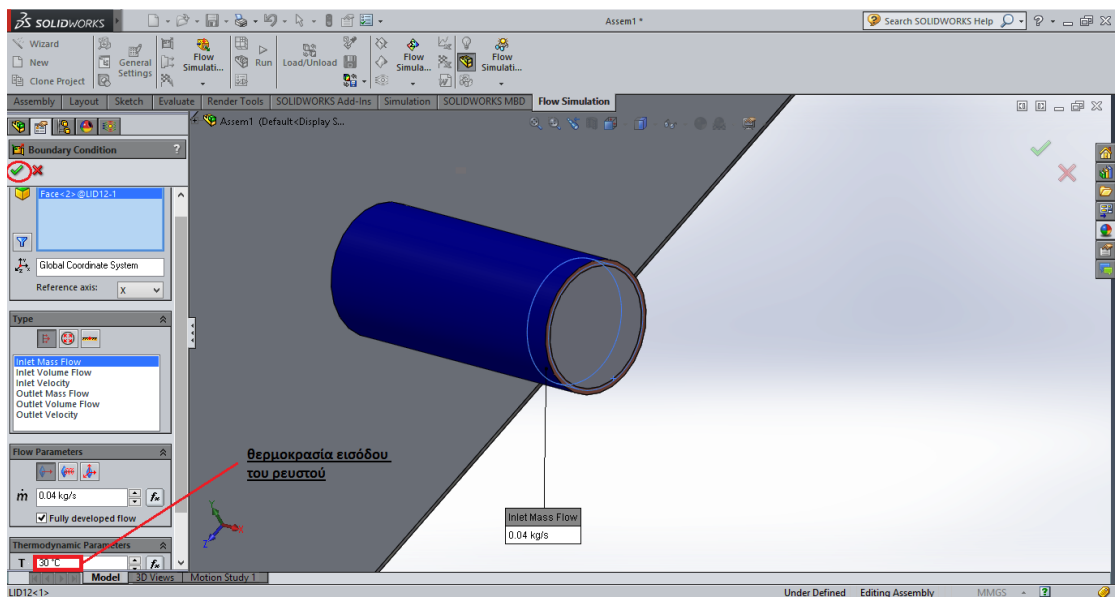 SOLIDWORKS
Assem1 *
Search SOLIDWORKS Help
Wizard
New
Clone Project
General Settings
Flow Simulati...
Run
Load/Unload
Flow Simula...
Flow Simulati...
Assembly Layout Sketch Evaluate Render Tools SOLIDWORKS Add-Ins Simulation SOLIDWORKS MBD Flow Simulation
Assem1 (Default<Display S...
Boundary Condition ?
Face<2>@LID12-1
Global Coordinate System
Reference axis: X
Type
Inlet Mass Flow
Inlet Volume Flow
Inlet Velocity
Outlet Mass Flow
Outlet Volume Flow
Outlet Velocity
Flow Parameters
ṁ 0.04 kg/s
Fully developed flow
Thermodynamic Parameters
T 30 °C
θερμοκρασία εισόδου
του ρευστού
Y
X
Z
Inlet Mass Flow
0.04 kg/s
Model 3D Views Motion Study 1
LID12<1>
Under Defined Editing Assembly MMGS